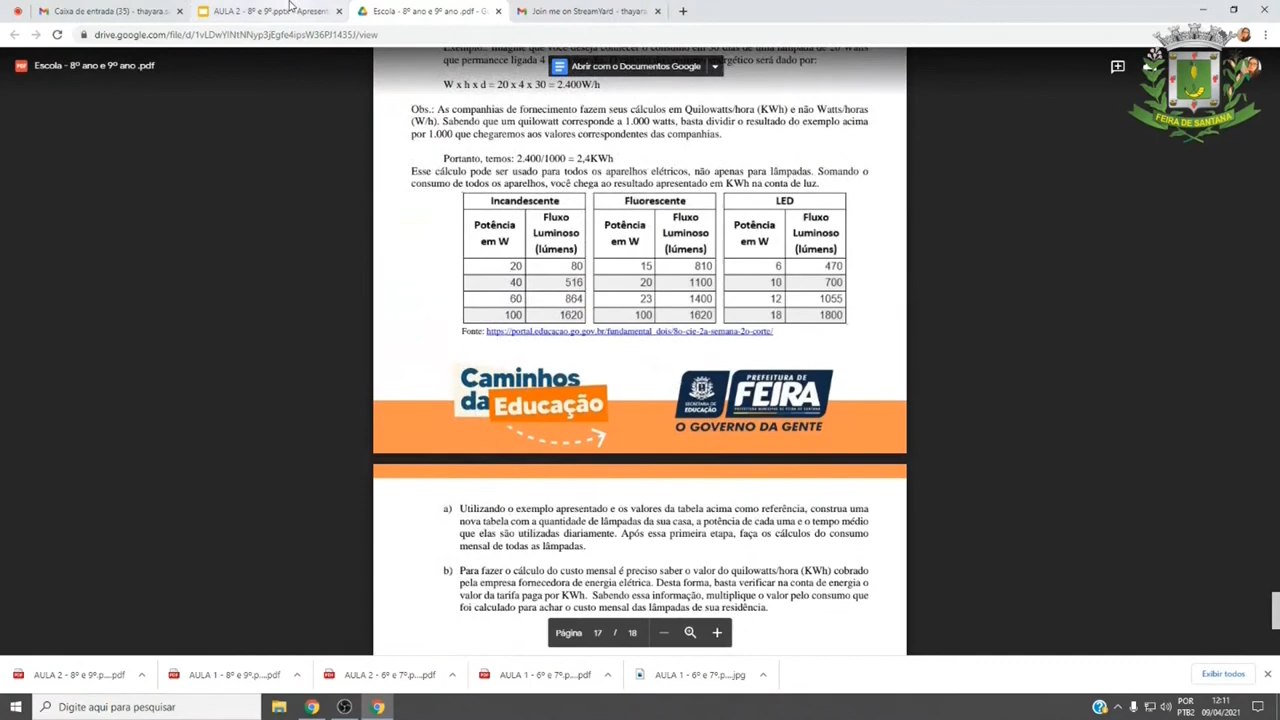 Caixa de entrada (35) - thayara.s
AULA 2 - 8º e 9º.pptx - Apresent
Escola - 8º ano e 9º ano .pdf - G
Join me on StreamYard - thayara
drive.google.com/file/d/1vLDwYlNtNNyp3jEgfe4ipsW36PJ1435J/view
Escola - 8º ano e 9º ano .pdf
Abrir com o Documentos Google
FEIRA DE SANTANA
que permanece ligada 4
ético será dado por:
W x h x d = 20 x 4 x 30 = 2.400W/h
Obs.: As companhias de fornecimento fazem seus cálculos em Quilowatts/hora (KWh) e não Watts/horas
(W/h). Sabendo que um quilowatt corresponde a 1.000 watts, basta dividir o resultado do exemplo acima
por 1.000 que chegaremos aos valores correspondentes das companhias.
Portanto, temos: 2.400/1000 = 2,4KWh
Esse cálculo pode ser usado para todos os aparelhos elétricos, não apenas para lâmpadas. Somando o
consumo de todos os aparelhos, você chega ao resultado apresentado em KWh na conta de luz.
Incandescente Fluorescente LED
Potência em W Fluxo Luminoso (lúmens) Potência em W Fluxo Luminoso (lúmens) Potência em W Fluxo Luminoso (lúmens)
20 80 15 810 6 470
40 516 20 1100 10 700
60 864 23 1400 12 1055
100 1620 100 1620 18 1800
Fonte: https://portal.educacao.go.gov.br/fundamental_dois/8o-cie-2a-semana-2o-corte/
Caminhos
da Educação
SECRETARIA DE
EDUCAÇÃO
PREFEITURA DE
FEIRA
PREFEITURA MUNICIPAL DE FEIRA DE SANTANA
O GOVERNO DA GENTE
a) Utilizando o exemplo apresentado e os valores da tabela acima como referência, construa uma
nova tabela com a quantidade de lâmpadas da sua casa, a potência de cada uma e o tempo médio
que elas são utilizadas diariamente. Após essa primeira etapa, faça os cálculos do consumo
mensal de todas as lâmpadas.
b) Para fazer o cálculo do custo mensal é preciso saber o valor do quilowatts/hora (KWh) cobrado
pela empresa fornecedora de energia elétrica. Desta forma, basta verificar na conta de energia o
valor da tarifa paga por KWh. Sabendo essa informação, multiplique o valor pelo consumo que
foi calculado para achar o custo mensal das lâmpadas de sua residência.
Página 17 / 18
AULA 2 - 8º e 9º.p....pdf
AULA 1 - 8º e 9º.p....pdf
AULA 2 - 6º e 7º.p....pdf
AULA 1 - 6º e 7º.p....pdf
AULA 1 - 6º e 7º.p....jpg
Exibir todos
Digite aqui para pesquisar
POR
PTB2
12:11
09/04/2021